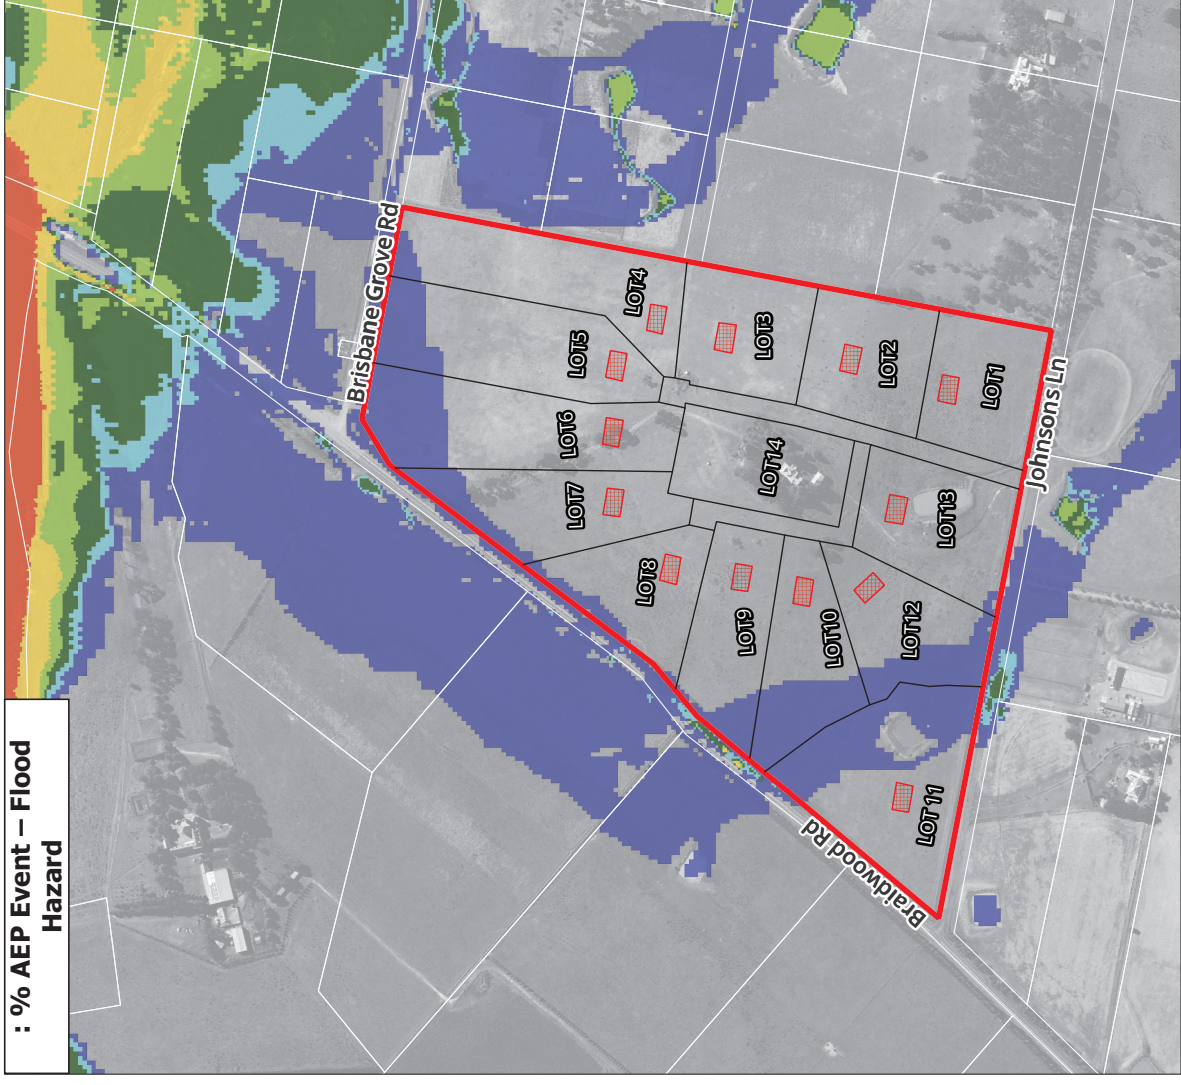 : % AEP Event – Flood
Hazard
Brisbane Grove Rd
LOT4
LOT5
LOT3
LOT2
LOT1
LOT6
LOT14
Johnsons Ln
LOT7
LOT13
LOT8
LOT9
LOT10
LOT12
LOT 11
Braidwood Rd